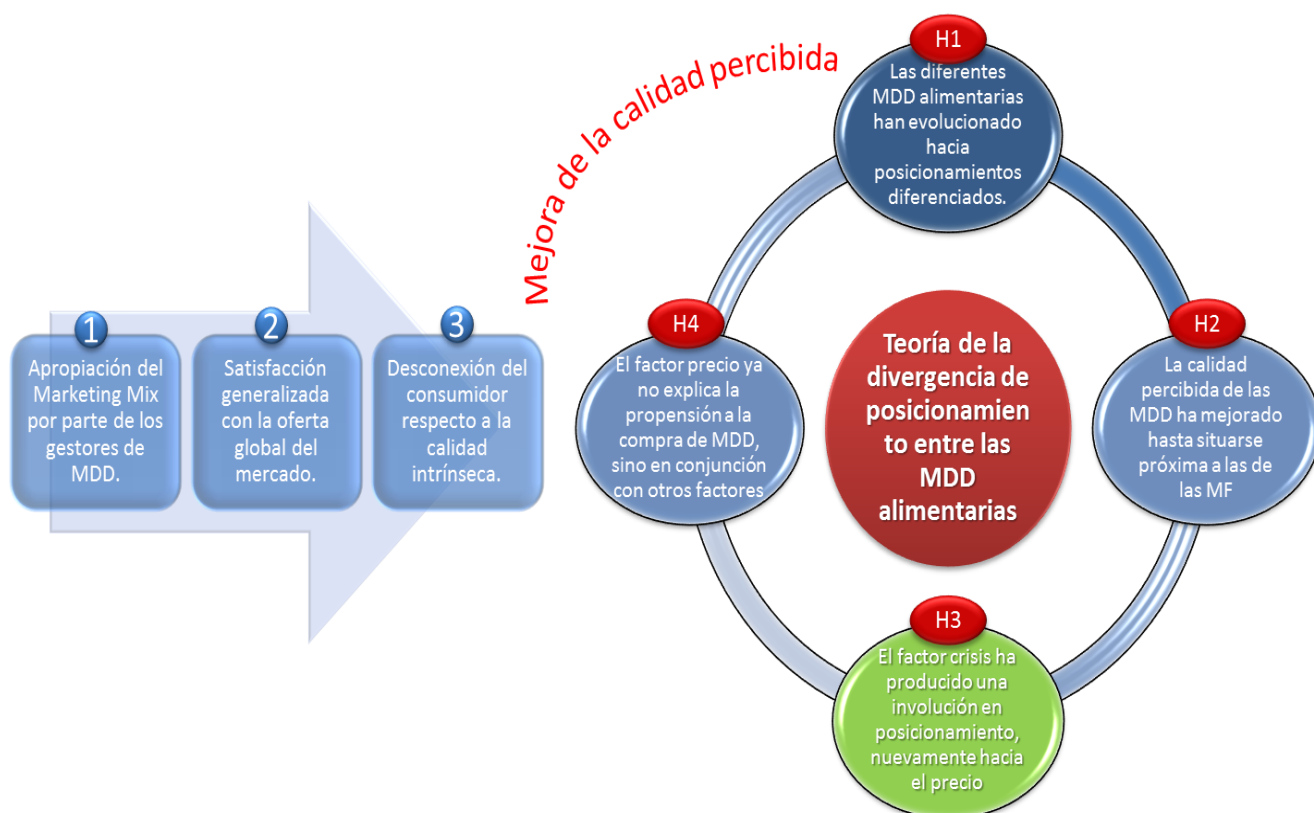 Mejora de la calidad percibida
1
Apropiación del
Marketing Mix
por parte de los
gestores de
MDD.
2
Satisfacción
generalizada
con la oferta
global del
mercado.
3
Desconexión del
consumidor
respecto a la
calidad
intrínseca.
H1
Las diferentes
MDD alimentarias
han evolucionado
hacia
posicionamientos
diferenciados.
H2
La calidad
percibida de las
MDD ha mejorado
hasta situarse
próxima a las de
las MF
H3
El factor crisis ha
producido una
involución en
posicionamiento,
nuevamente hacia
el precio
H4
El factor precio ya
no explica la
propensión a la
compra de MDD,
sino en conjunción
con otros factores
Teoría de la
divergencia de
posicionamien
to entre las
MDD
alimentarias